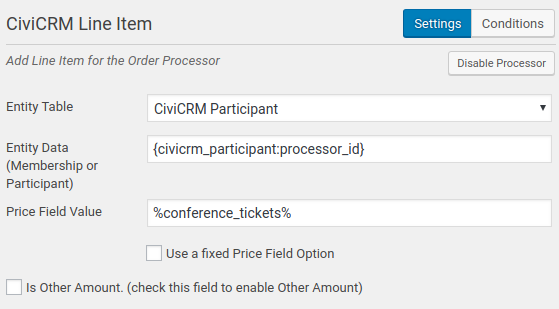 CiviCRM Line Item
Settings
Conditions
Add Line Item for the Order Processor
Disable Processor
Entity Table
CiviCRM Participant
Entity Data
(Membership or
Participant)
{civicrm_participant:processor_id}
Price Field Value
%conference_tickets%
Use a fixed Price Field Option
Is Other Amount. (check this field to enable Other Amount)